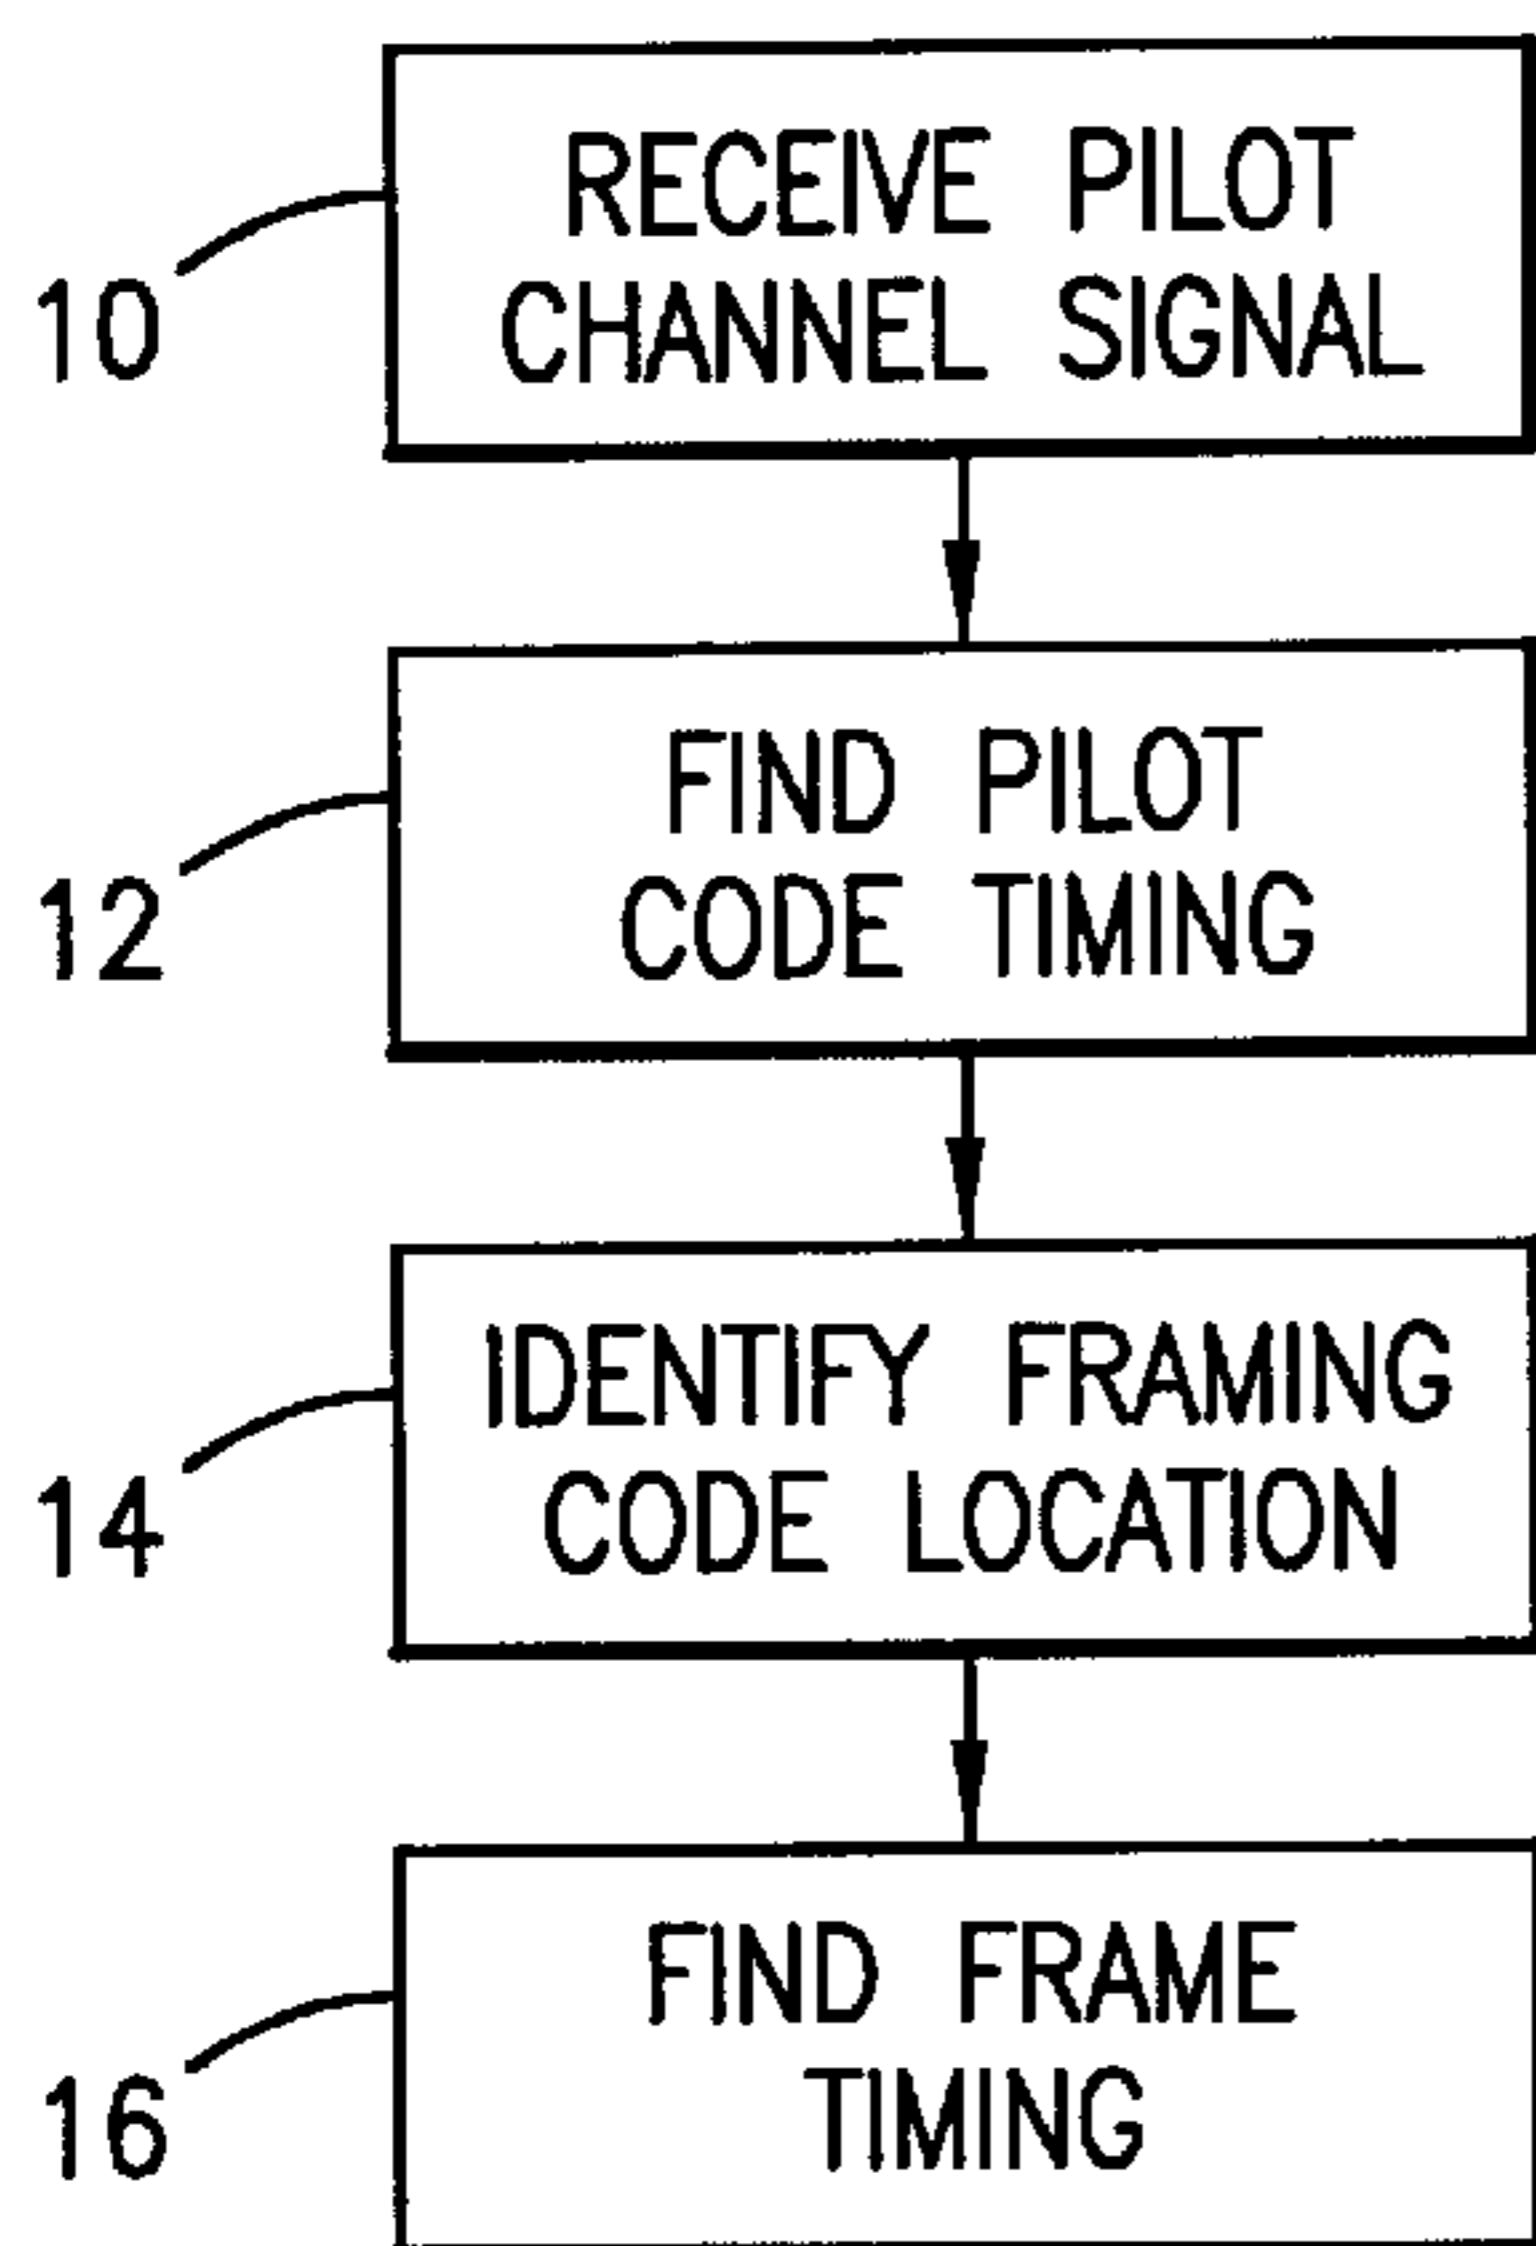 RECEIVE PILOT
CHANNEL SIGNAL
10
FIND PILOT
CODE TIMING
12
IDENTIFY FRAMING
CODE LOCATION
14
FIND FRAME
TIMING
16